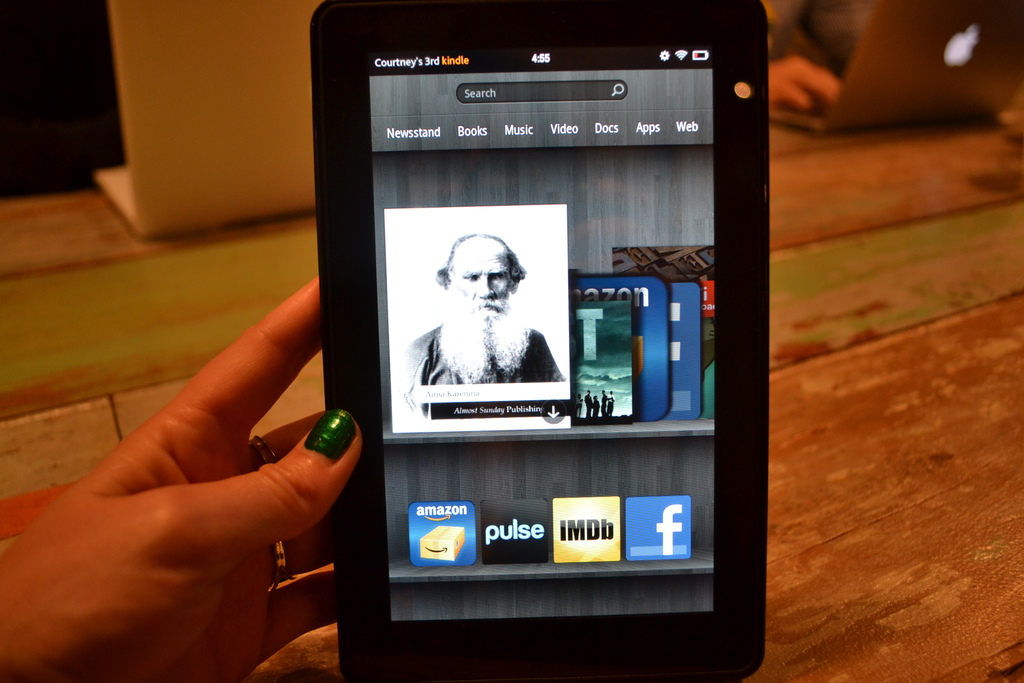 Courtney's 3rd kindle 4:55
Search
Newsstand Books Music Video Docs Apps Web
amazon
T
f
Anna Karenina
Almost Sunday Publishing
amazon pulse IMDb f